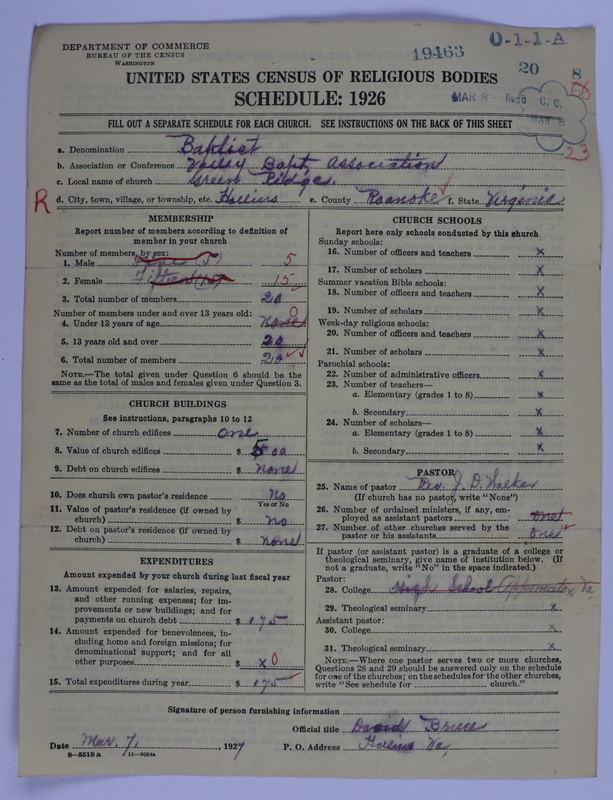 DEPARTMENT OF COMMERCE
BUREAU OF THE CENSUS
WASHINGTON
19463
O-1-1-A
20 8
MAR 8 - Rec'd C. C.
MAR 8
23
UNITED STATES CENSUS OF RELIGIOUS BODIES
SCHEDULE: 1926
FILL OUT A SEPARATE SCHEDULE FOR EACH CHURCH. SEE INSTRUCTIONS ON THE BACK OF THIS SHEET
a. Denomination Baptist
b. Association or Conference Valley Bapt. Association
c. Local name of church Green Ridge.
R d. City, town, village, or township, etc. Hollins e. County Roanoke f. State Virginia
MEMBERSHIP
Report number of members according to definition of member in your church
Number of members, by sex:
1. Male 5 5
2. Female Fifteen (15) 15
3. Total number of members 20
Number of members under and over 13 years old: 0
4. Under 13 years of age None
5. 13 years old and over 20
6. Total number of members 20
NOTE.—The total given under Question 6 should be the same as the total of males and females given under Question 3.
CHURCH BUILDINGS
See instructions, paragraphs 10 to 12
7. Number of church edifices one
8. Value of church edifices $ 500
9. Debt on church edifices $ none
10. Does church own pastor's residence No
Yes or No
11. Value of pastor's residence (if owned by church) $ no
12. Debt on pastor's residence (if owned by church) $ none
EXPENDITURES
Amount expended by your church during last fiscal year
13. Amount expended for salaries, repairs, and other running expenses; for improvements or new buildings; and for payments on church debt $ 175
14. Amount expended for benevolences, including home and foreign missions; for denominational support; and for all other purposes $ x 0
15. Total expenditures during year $ 175
CHURCH SCHOOLS
Report here only schools conducted by this church
Sunday schools:
16. Number of officers and teachers x
17. Number of scholars x
Summer vacation Bible schools:
18. Number of officers and teachers x
19. Number of scholars x
Week-day religious schools:
20. Number of officers and teachers x
21. Number of scholars x
Parochial schools:
22. Number of administrative officers x
23. Number of teachers—
a. Elementary (grades 1 to 8) x
b. Secondary x
24. Number of scholars—
a. Elementary (grades 1 to 8) x
b. Secondary x
PASTOR
25. Name of pastor Rev. J. D. Walker
(If church has no pastor, write "None")
26. Number of ordained ministers, if any, employed as assistant pastors one
27. Number of other churches served by the pastor or his assistants one
If pastor (or assistant pastor) is a graduate of a college or theological seminary, give name of institution below. (If not a graduate, write "No" in the space indicated.)
Pastor:
28. College High School Appomatox Va
29. Theological seminary x
Assistant pastor:
30. College x
31. Theological seminary x
NOTE.—Where one pastor serves two or more churches, Questions 28 and 29 should be answered only on the schedule for one of the churches; on the schedules for the other churches, write "See schedule for church."
Signature of person furnishing information
Official title David Bruce
Date Mar. 7, 1927 P. O. Address Hollins Va,
8—5518 a